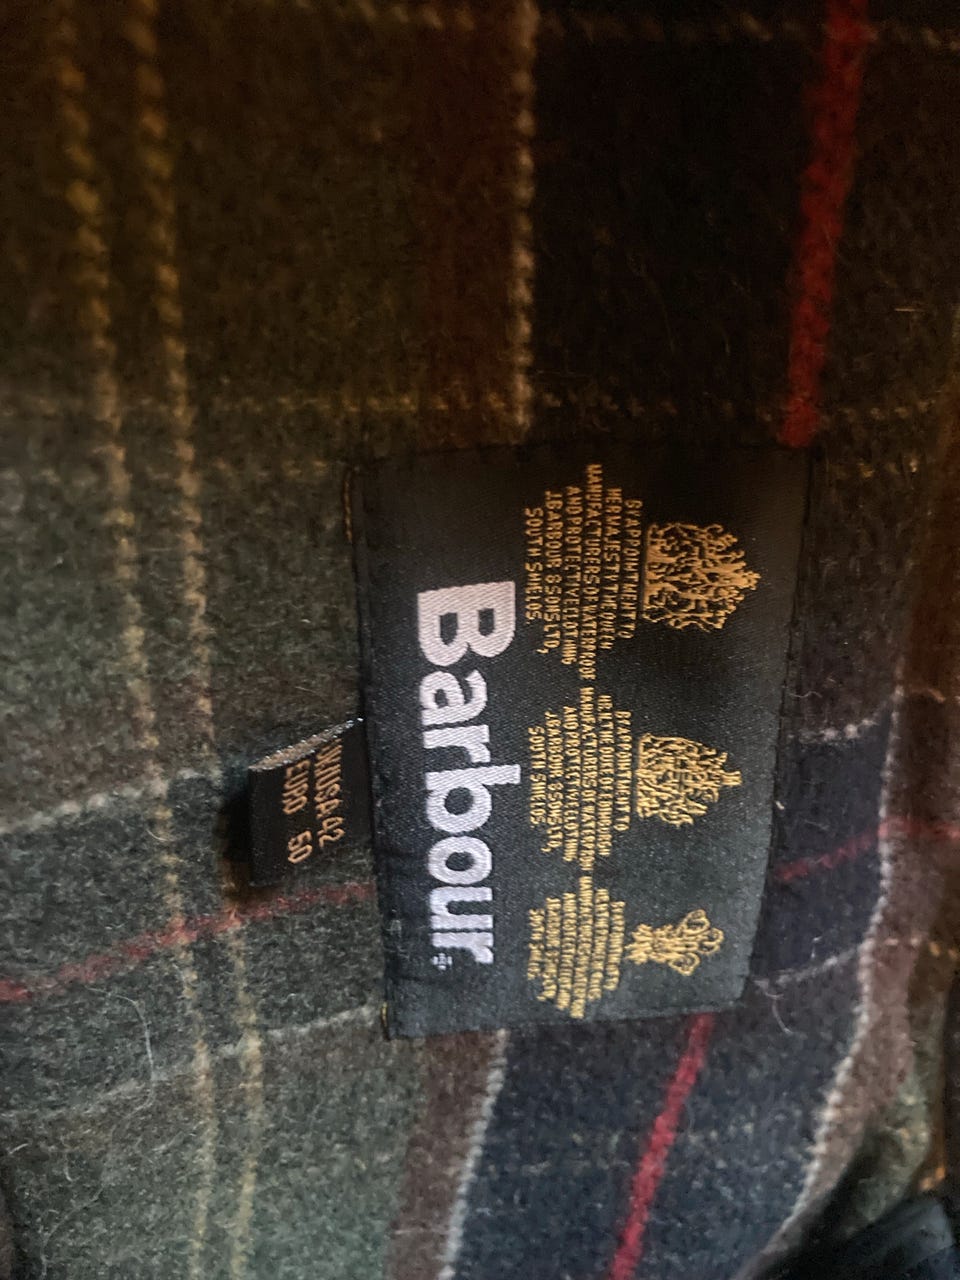 BY APPOINTMENT TO
HER MAJESTY THE QUEEN
MANUFACTURERS OF WATERPROOF
AND PROTECTIVE CLOTHING
J.BARBOUR & SONS LTD,
SOUTH SHIELDS
BY APPOINTMENT TO
H.R.H. THE DUKE OF EDINBURGH
MANUFACTURERS OF WATERPROOF
AND PROTECTIVE CLOTHING
J.BARBOUR & SONS LTD,
SOUTH SHIELDS
Barbour
UK/USA 42
EURO 50